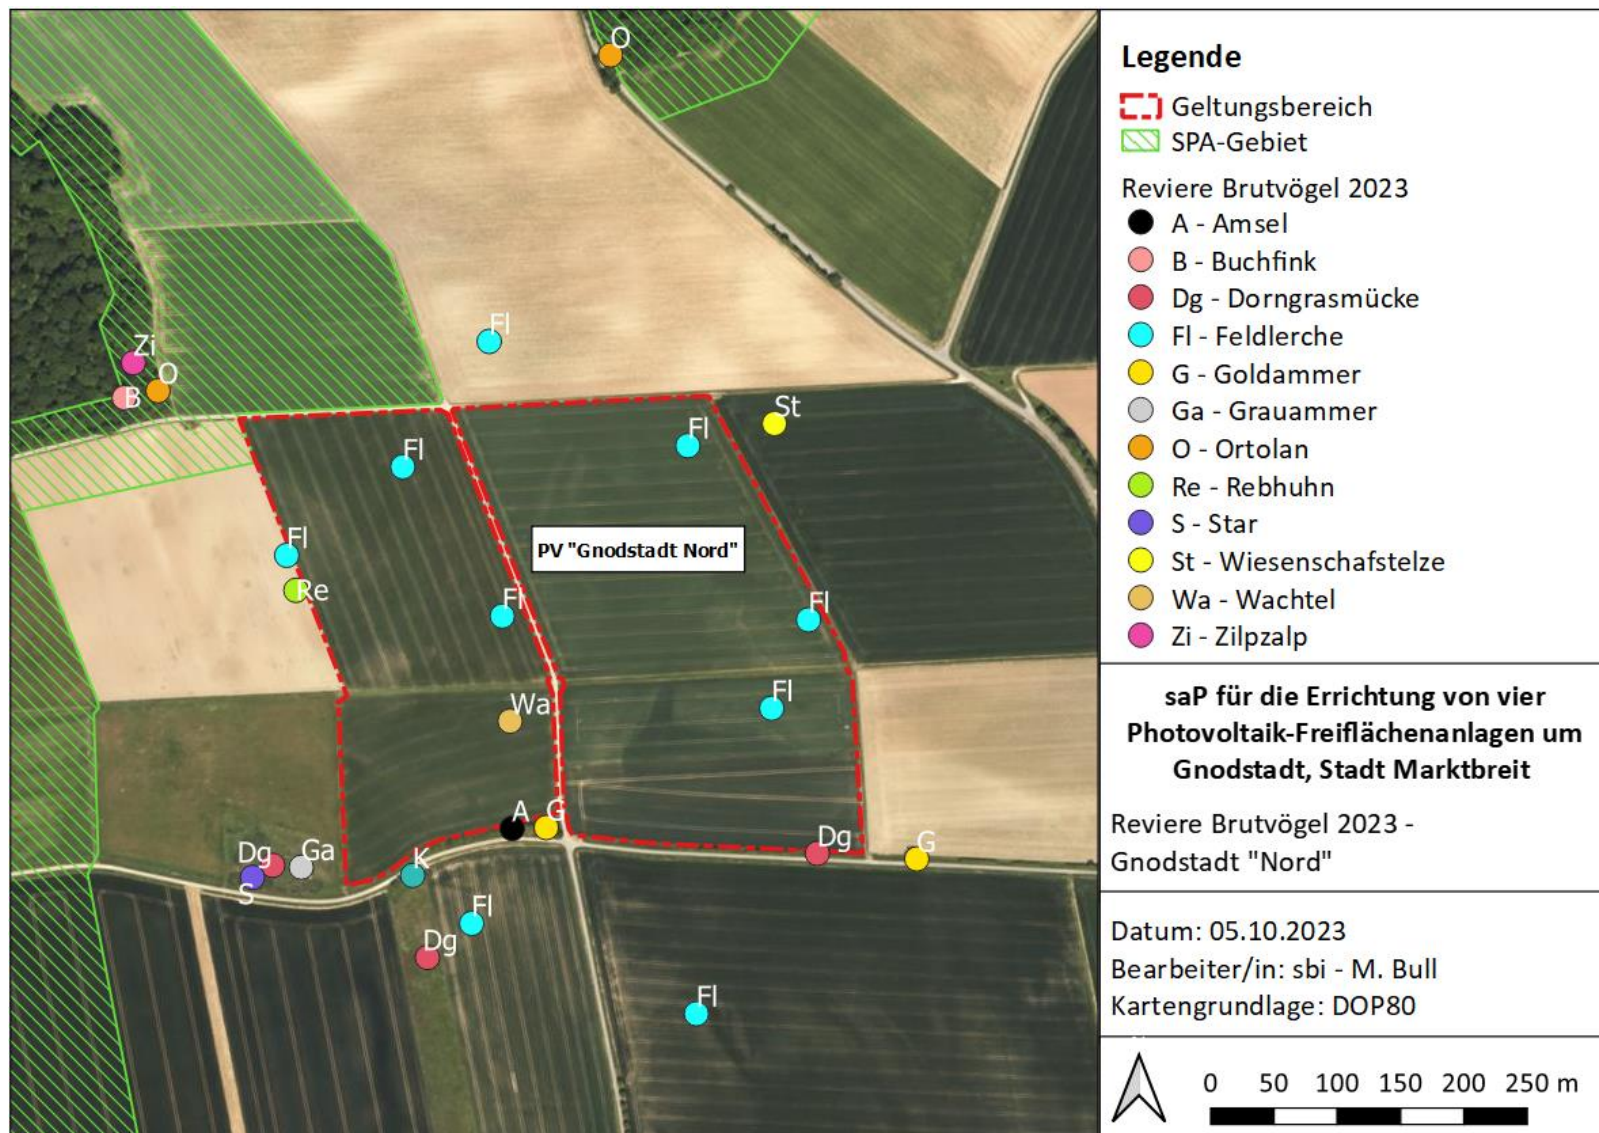 O
Zi
O
B
Fl
Fl
Fl
St
Fl
Re
PV "Gnodstadt Nord"
Fl
Fl
Wa
Fl
A
G
Dg
G
Dg
Ga
S
K
Fl
Dg
Fl
Legende
Geltungsbereich
SPA-Gebiet
Reviere Brutvögel 2023
A - Amsel
B - Buchfink
Dg - Dorngrasmücke
Fl - Feldlerche
G - Goldammer
Ga - Grauammer
O - Ortolan
Re - Rebhuhn
S - Star
St - Wiesenschafstelze
Wa - Wachtel
Zi - Zilpzalp
saP für die Errichtung von vier
Photovoltaik-Freiflächenanlagen um
Gnodstadt, Stadt Marktbreit
Reviere Brutvögel 2023 -
Gnodstadt "Nord"
Datum: 05.10.2023
Bearbeiter/in: sbi - M. Bull
Kartengrundlage: DOP80
0 50 100 150 200 250 m